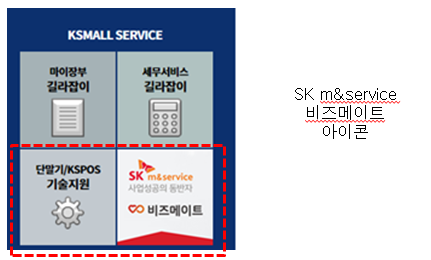 KSMALL SERVICE
마이장부
길라잡이
세무서비스
길라잡이
단말기/KSPOS
기술지원
SK m&service
사업성공의 동반자
비즈메이트
SK m&service
비즈메이트
아이콘